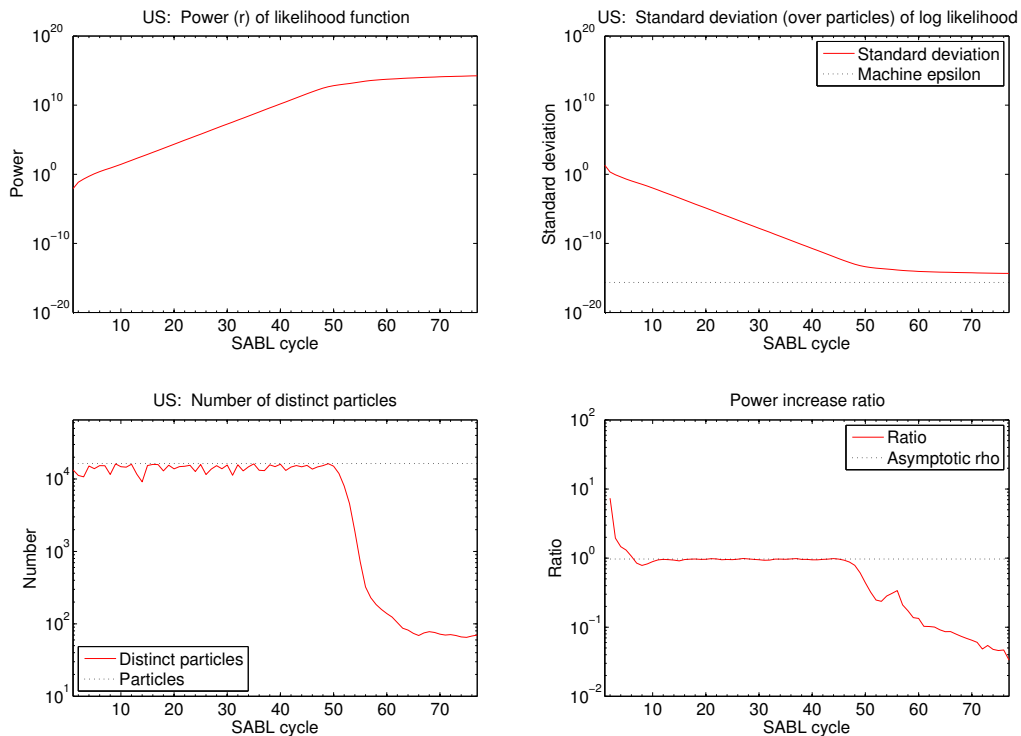 US: Power (r) of likelihood function
10^20
10^10
10^0
10^−10
10^−20
Power
10 20 30 40 50 60 70
SABL cycle
US: Standard deviation (over particles) of log likelihood
Standard deviation
Machine epsilon
10^20
10^10
10^0
10^−10
10^−20
Standard deviation
10 20 30 40 50 60 70
SABL cycle
US: Number of distinct particles
10^4
10^3
10^2
10^1
Number
Distinct particles
Particles
10 20 30 40 50 60 70
SABL cycle
Power increase ratio
Ratio
Asymptotic rho
10^2
10^1
10^0
10^−1
10^−2
Ratio
10 20 30 40 50 60 70
SABL cycle